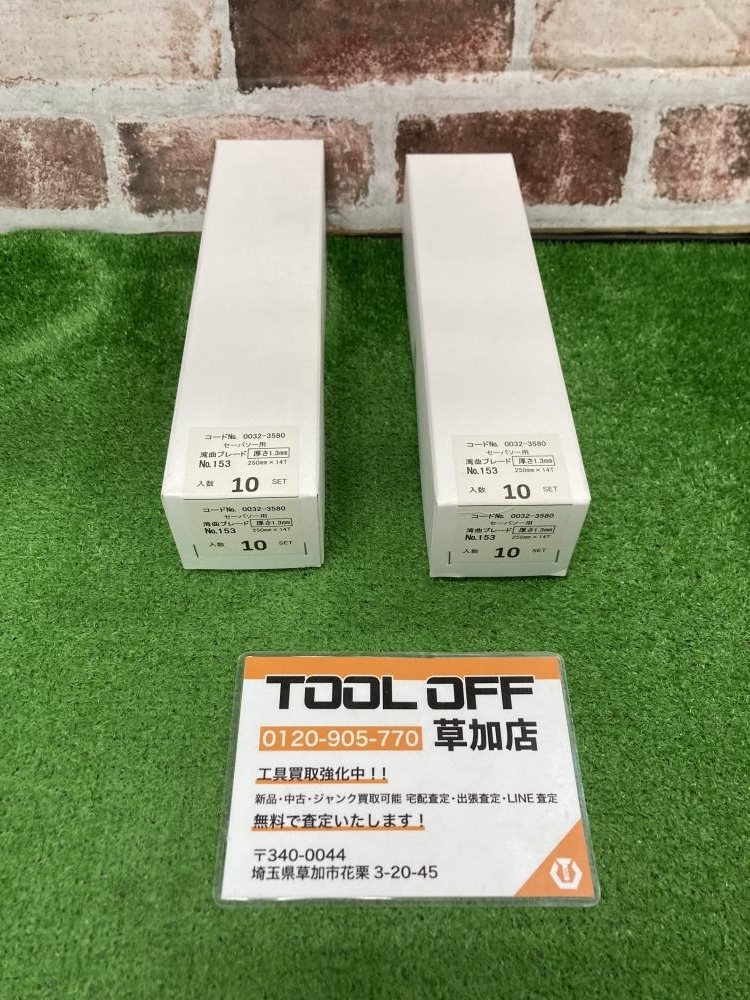 コードNo. 0032-3580
セーバソー用
湾曲ブレード 厚さ1.3mm
No.153 250mm×14T
入数 10 SET
コードNo. 0032-3580
セーバソー用
湾曲ブレード 厚さ1.3mm
No.153 250mm×14T
入数 10 SET
コードNo. 0032-3580
セーバソー用
湾曲ブレード 厚さ1.3mm
No.153 250mm×14T
入数 10 SET
コードNo. 0032-3580
セーバソー用
湾曲ブレード 厚さ1.3mm
No.153 250mm×14T
入数 10 SET
TOOL OFF
0120-905-770 草加店
工具買取強化中!!
新品・中古・ジャンク買取可能 宅配査定・出張査定・LINE査定
無料で査定いたします!
〒340-0044
埼玉県草加市花栗3-20-45